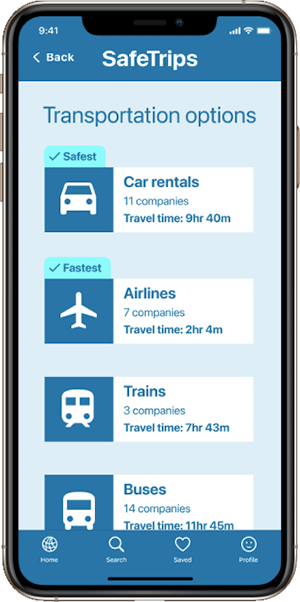 9:41
Back
SafeTrips
Transportation options
Safest
Car rentals
11 companies
Travel time: 9hr 40m
Fastest
Airlines
7 companies
Travel time: 2hr 4m
Trains
3 companies
Travel time: 7hr 43m
Buses
14 companies
Travel time: 11hr 45m
Home
Search
Saved
Profile